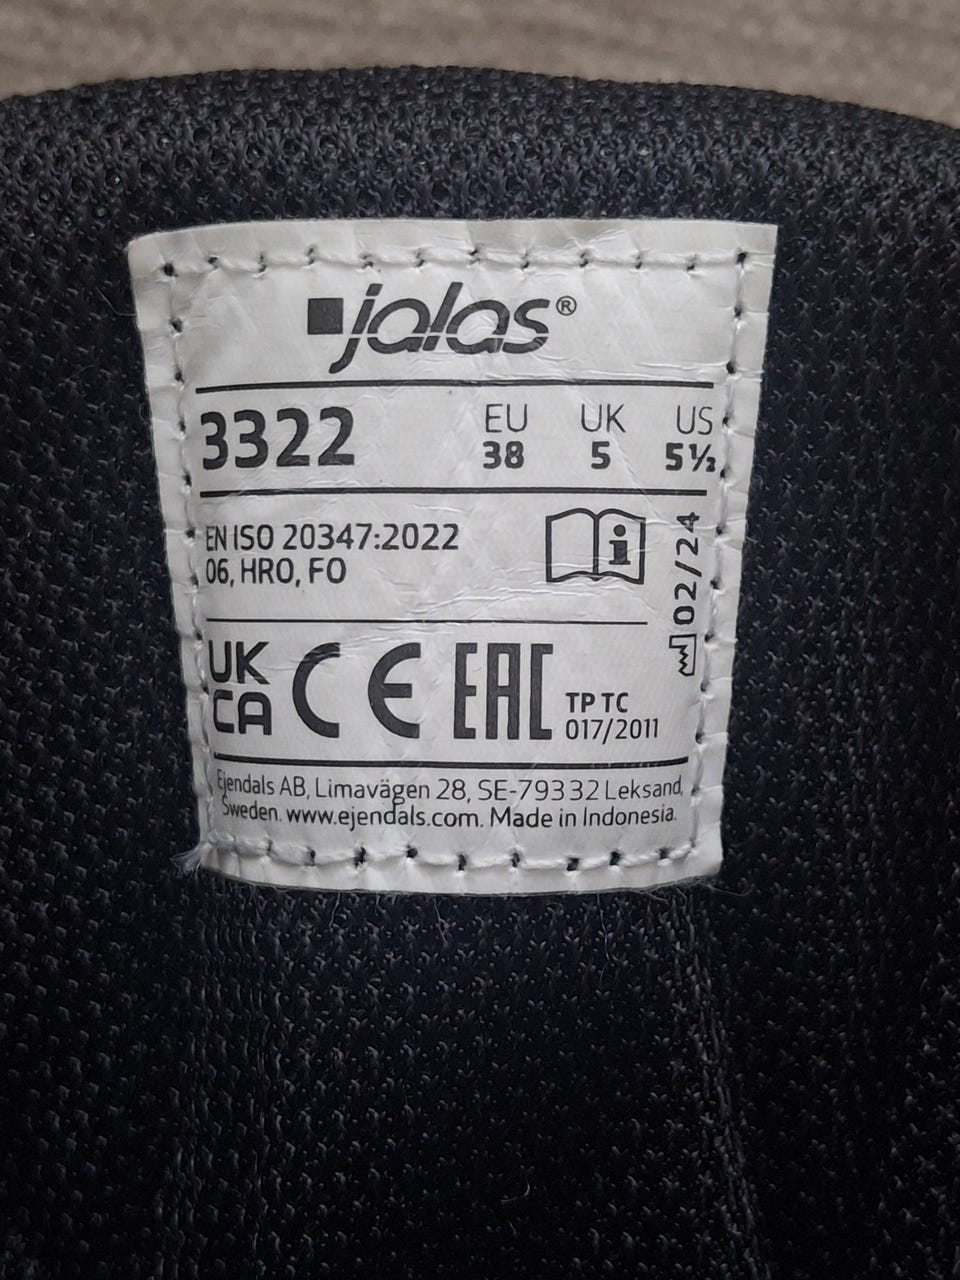 jalas®
3322
EU UK US
38 5 5½
EN ISO 20347:2022
06, HRO, FO
02/24
UK
CA
CE
EAC
TP TC
017/2011
Ejendals AB, Limavägen 28, SE-79332 Leksand,
Sweden. www.ejendals.com. Made in Indonesia.